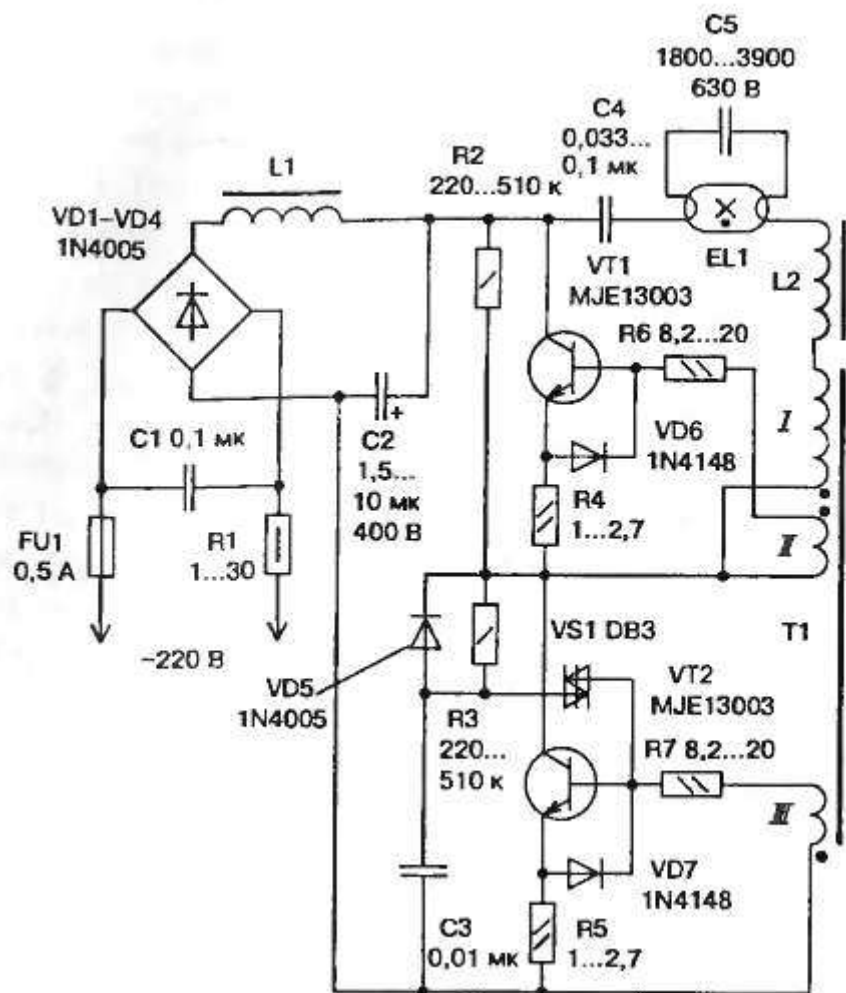 C5
1800...3900
630 В
C4
0,033...
0,1 мк
R2
220...510 к
L1
VD1–VD4
1N4005
EL1
L2
VT1
MJE13003
R6 8,2...20
I
C1 0,1 мк
+
C2
1,5...
10 мк
400 В
VD6
1N4148
R4
1...2,7
II
FU1
0,5 А
R1
1...30
~220 В
VS1 DB3
T1
VD5
1N4005
VT2
MJE13003
R3
220...
510 к
R7 8,2...20
III
VD7
1N4148
C3
0,01 мк
R5
1...2,7